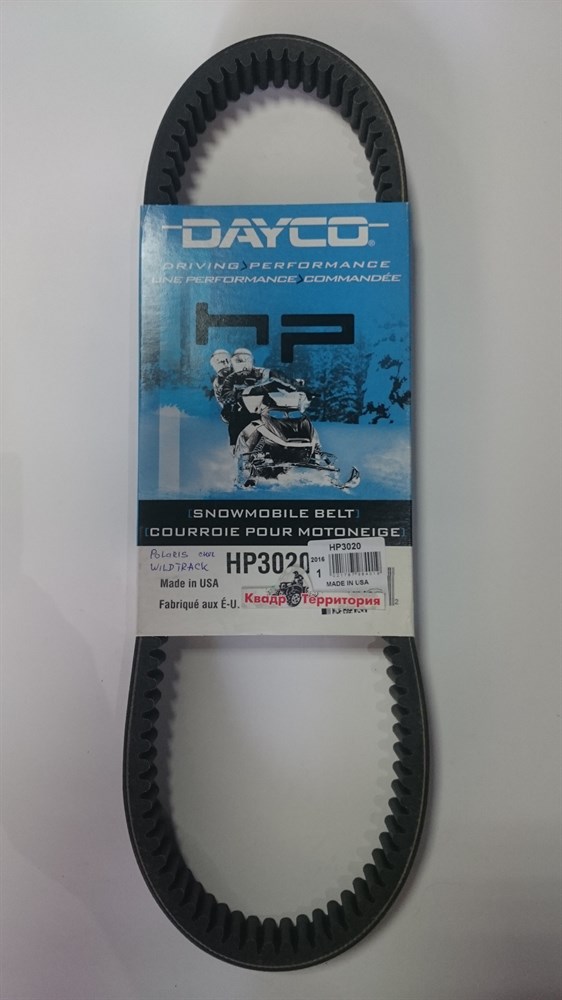 DAYCO®
DRIVING>PERFORMANCE
UNE PERFORMANCE>COMMANDÉE
hp
[SNOWMOBILE BELT]
[COURROIE POUR MOTONEIGE]
POLARIS
WILDTRACK
HP3020
HP3020
2016
1
MADE IN USA
Made in USA
Fabriqué aux É-U.
Квадро Территория